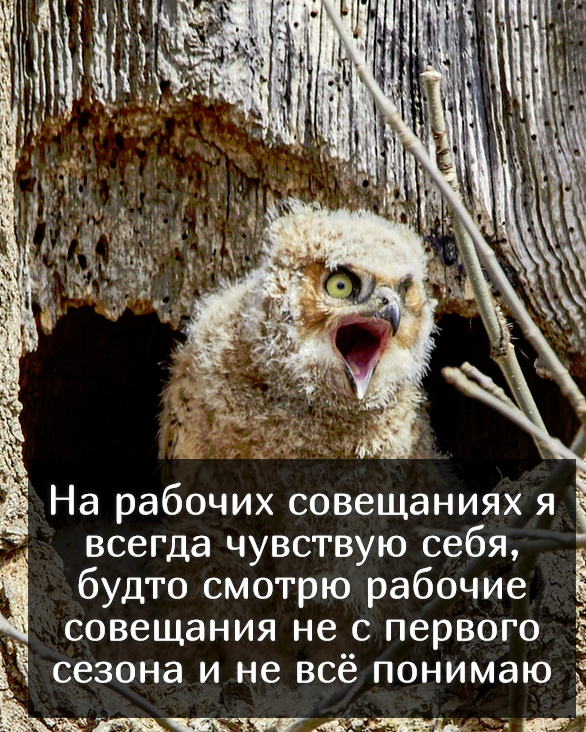 На рабочих совещаниях я
всегда чувствую себя,
будто смотрю рабочие
совещания не с первого
сезона и не всё понимаю